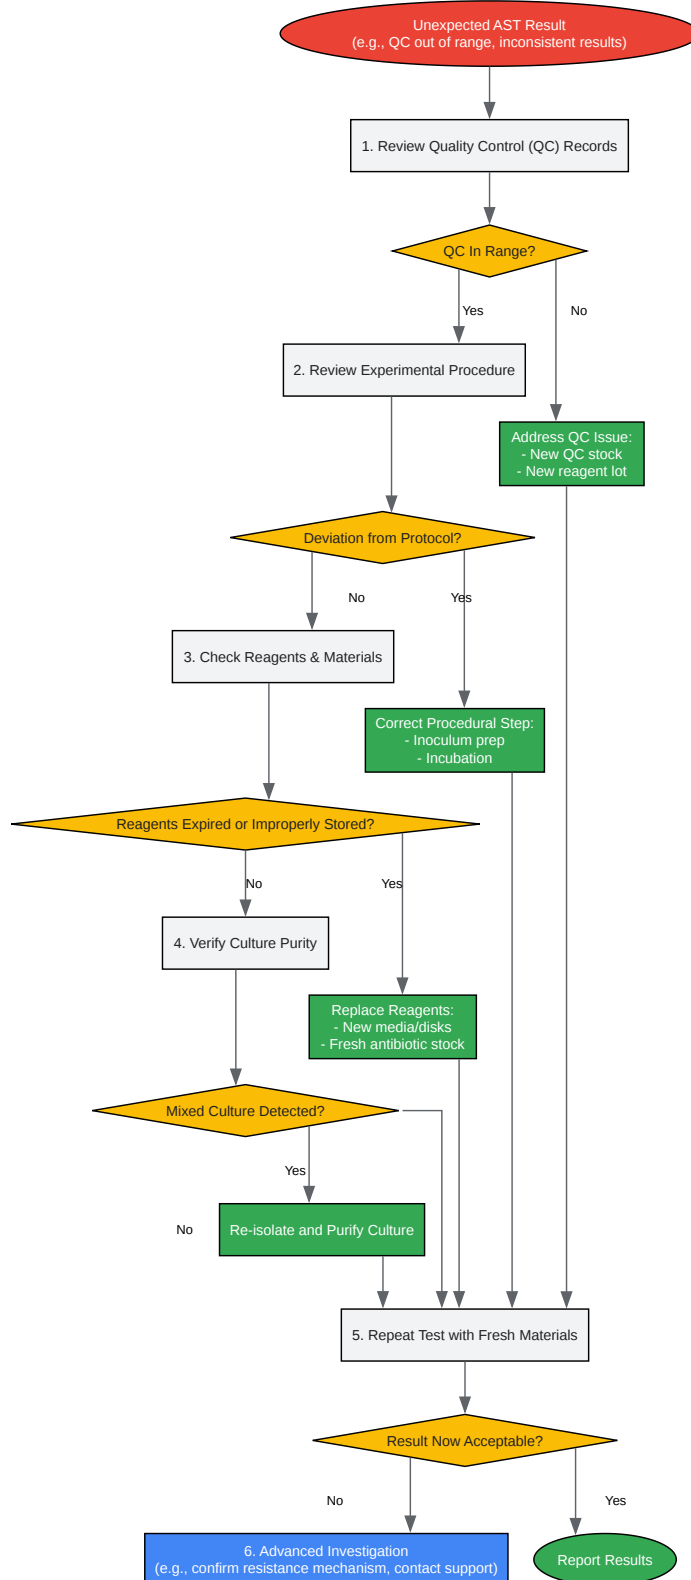 Unexpected AST Result
(e.g., QC out of range, inconsistent results)
1. Review Quality Control (QC) Records
QC In Range?
Yes
No
2. Review Experimental Procedure
Address QC Issue:
- New QC stock
- New reagent lot
Deviation from Protocol?
No
Yes
3. Check Reagents & Materials
Correct Procedural Step:
- Inoculum prep
- Incubation
Reagents Expired or Improperly Stored?
No
Yes
4. Verify Culture Purity
Replace Reagents:
- New media/disks
- Fresh antibiotic stock
Mixed Culture Detected?
Yes
No
Re-isolate and Purify Culture
5. Repeat Test with Fresh Materials
Result Now Acceptable?
No
Yes
6. Advanced Investigation
(e.g., confirm resistance mechanism, contact support)
Report Results